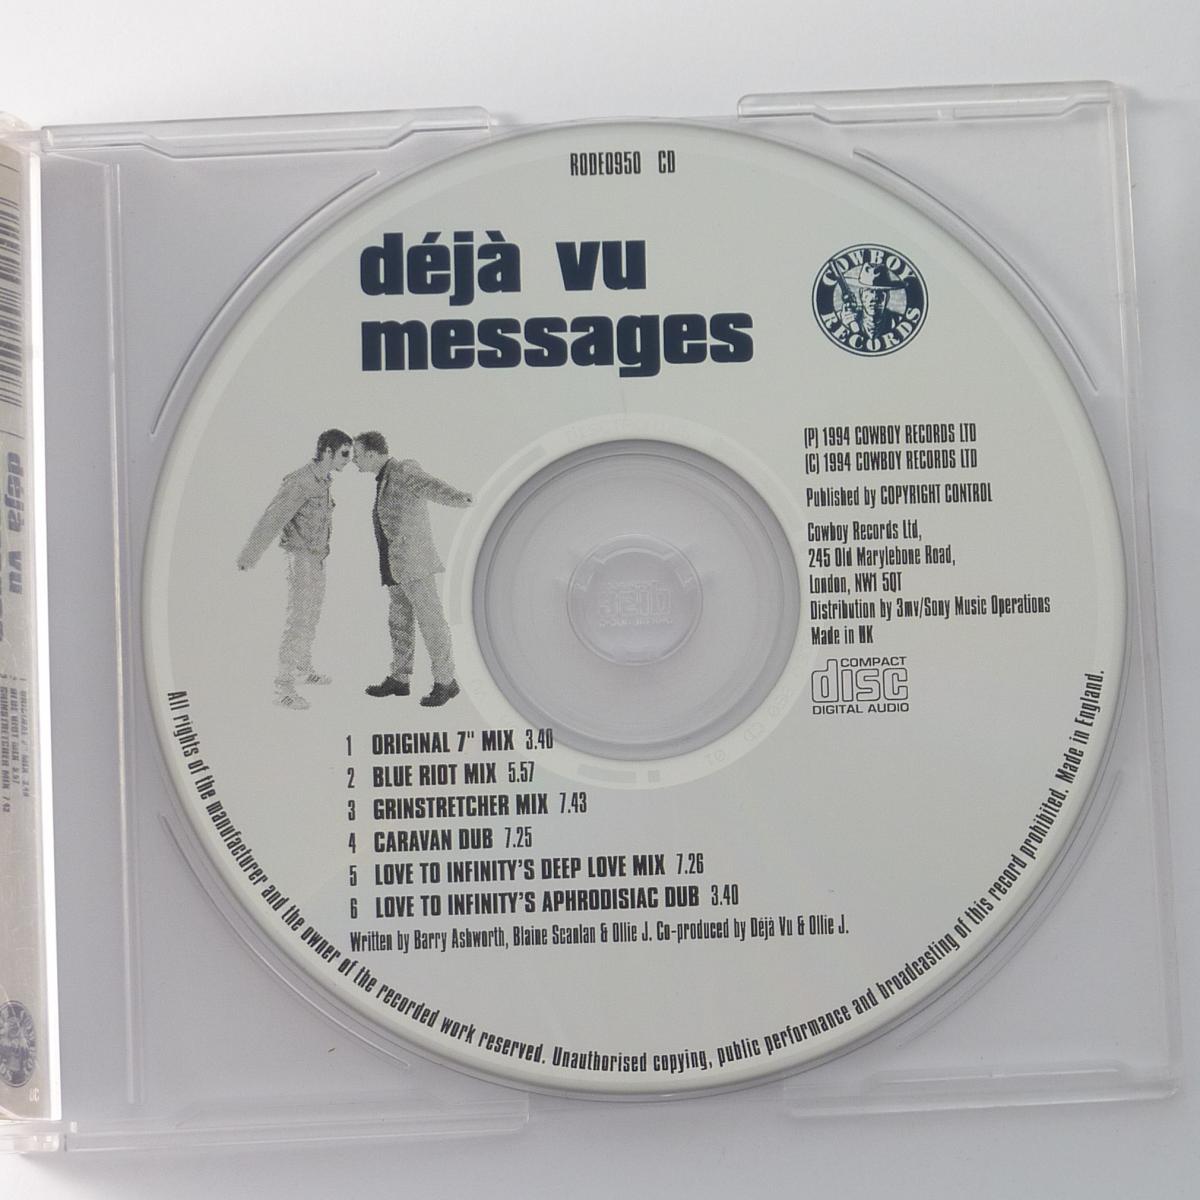 RODEO950 CD
déjà vu
messages
COWBOY
RECORDS
(P) 1994 COWBOY RECORDS LTD
(C) 1994 COWBOY RECORDS LTD
Published by COPYRIGHT CONTROL
Cowboy Records Ltd,
245 Old Marylebone Road,
London, NW1 5QT
Distribution by 3mv/Sony Music Operations
Made in UK
COMPACT
disc
DIGITAL AUDIO
1 ORIGINAL 7" MIX 3.40
2 BLUE RIOT MIX 5.57
3 GRINSTRETCHER MIX 7.43
4 CARAVAN DUB 7.25
5 LOVE TO INFINITY'S DEEP LOVE MIX 7.26
6 LOVE TO INFINITY'S APHRODISIAC DUB 3.40
Written by Barry Ashworth, Blaine Scanlan & Ollie J. Co-produced by Déjà Vu & Ollie J.
All rights of the manufacturer and the owner of the recorded work reserved. Unauthorised copying, public performance and broadcasting of this record prohibited. Made in England.
déjà vu